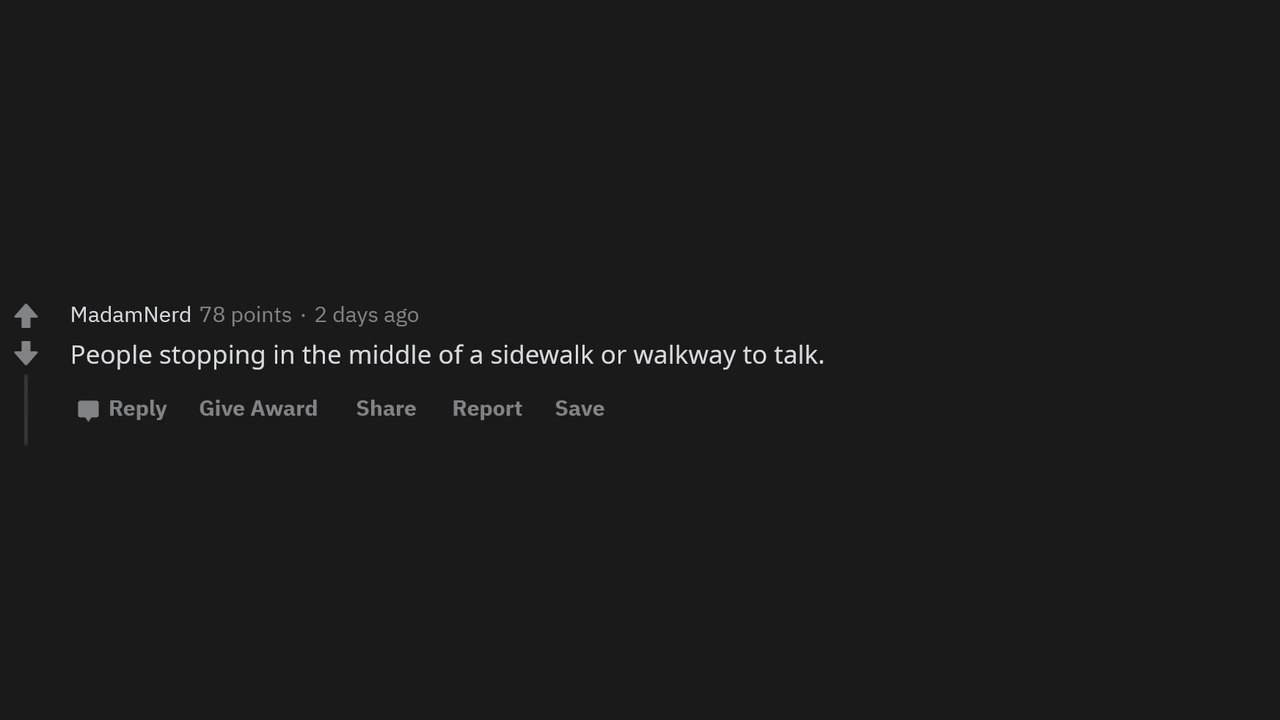 MadamNerd 78 points · 2 days ago
People stopping in the middle of a sidewalk or walkway to talk.
Reply Give Award Share Report Save